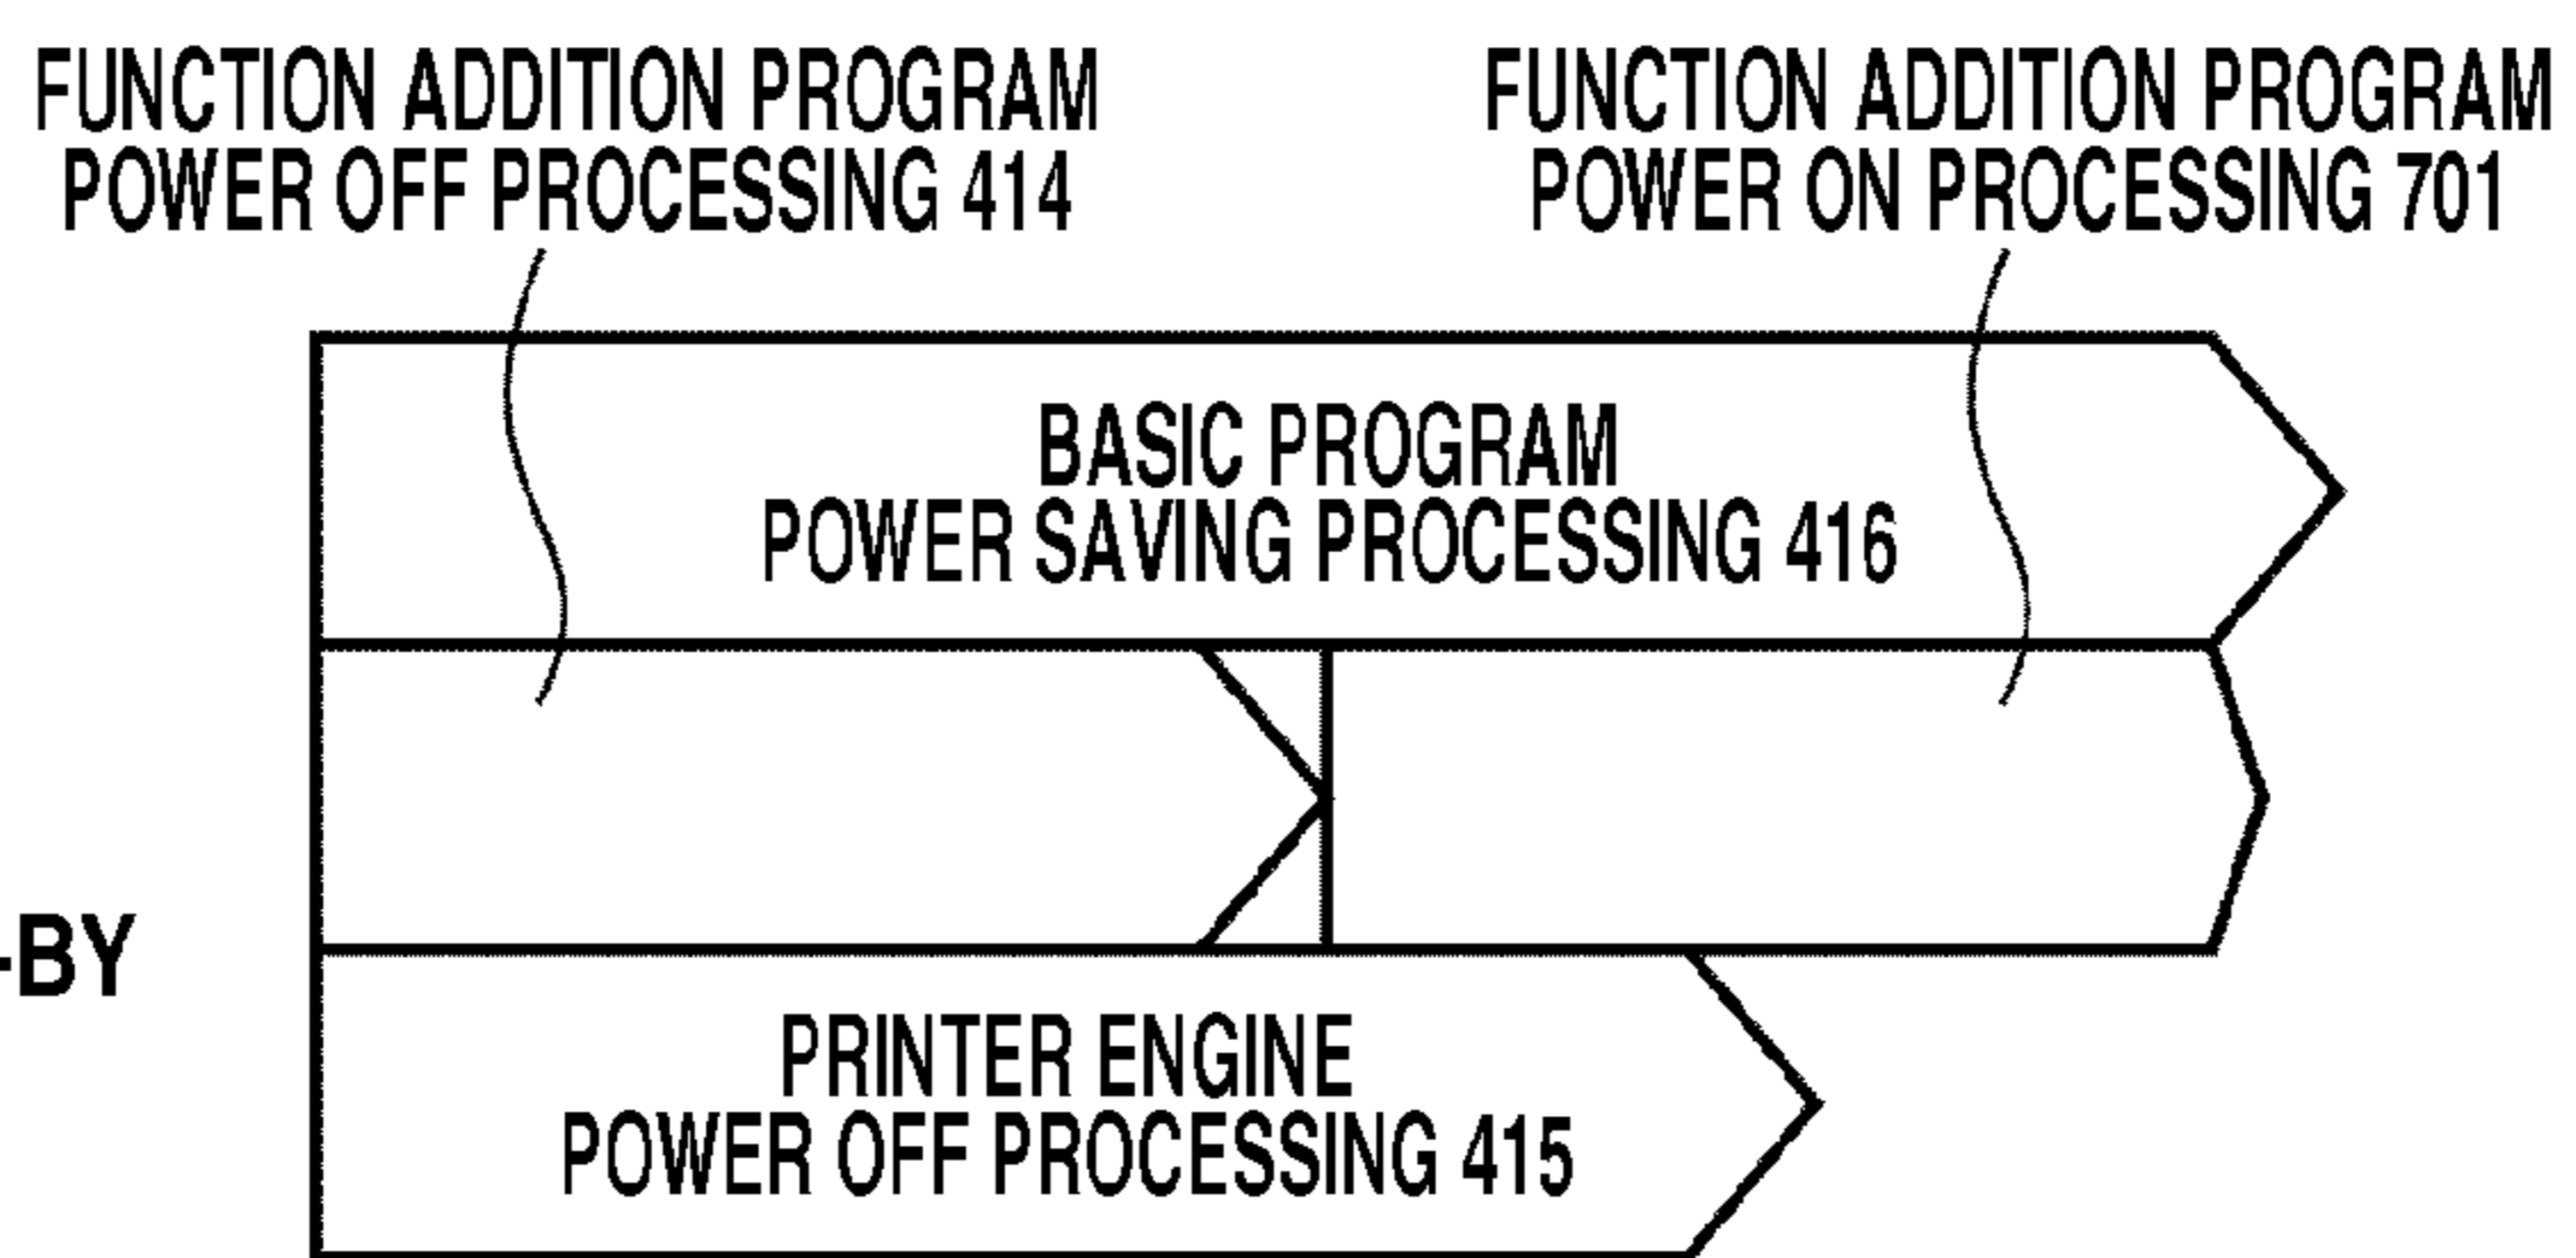 FUNCTION ADDITION PROGRAM
POWER OFF PROCESSING 414
FUNCTION ADDITION PROGRAM
POWER ON PROCESSING 701
BASIC PROGRAM
POWER SAVING PROCESSING 416
-BY
PRINTER ENGINE
POWER OFF PROCESSING 415